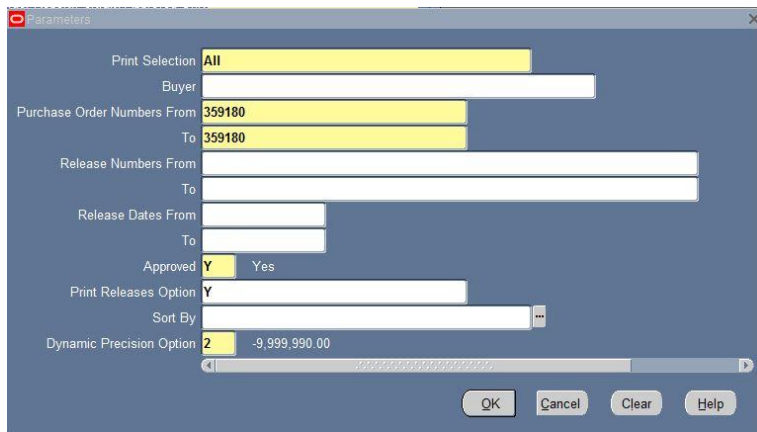 Parameters
Print Selection All
Buyer
Purchase Order Numbers From 359180
To 359180
Release Numbers From
To
Release Dates From
To
Approved Y Yes
Print Releases Option Y
Sort By ...
Dynamic Precision Option 2 -9,999,990.00
OK Cancel Clear Help